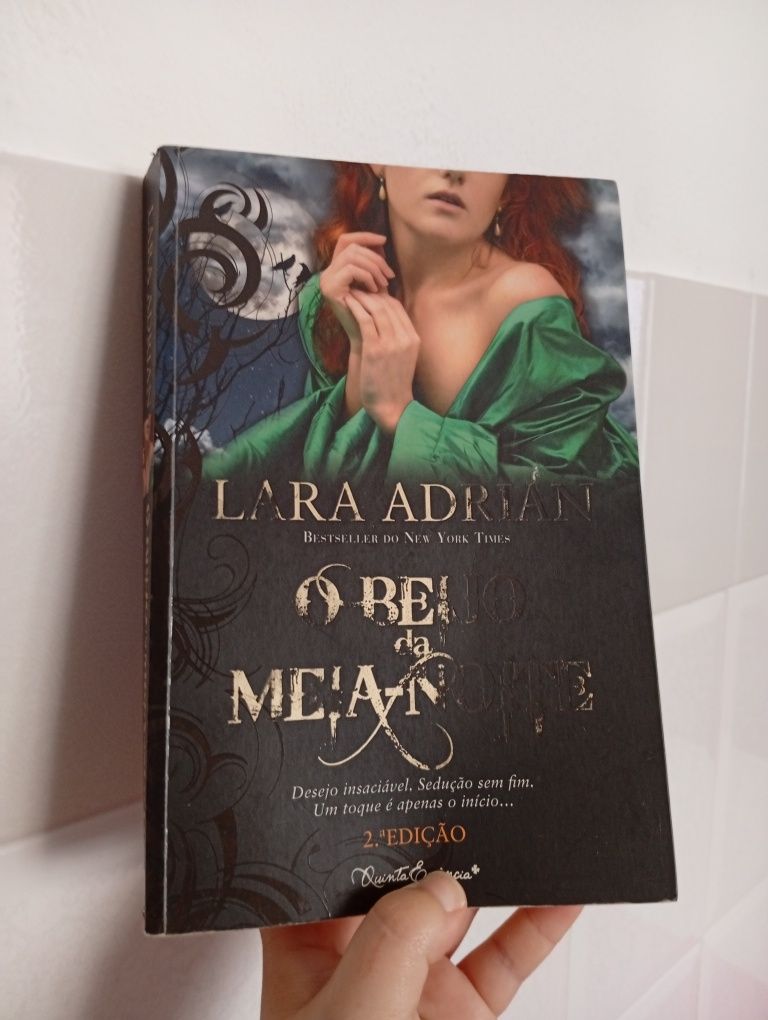 LARA ADRIAN
BESTSELLER DO NEW YORK TIMES
O BEIJO
da
MEIA-NOITE
Desejo insaciável. Sedução sem fim.
Um toque é apenas o início...
2.ª EDIÇÃO